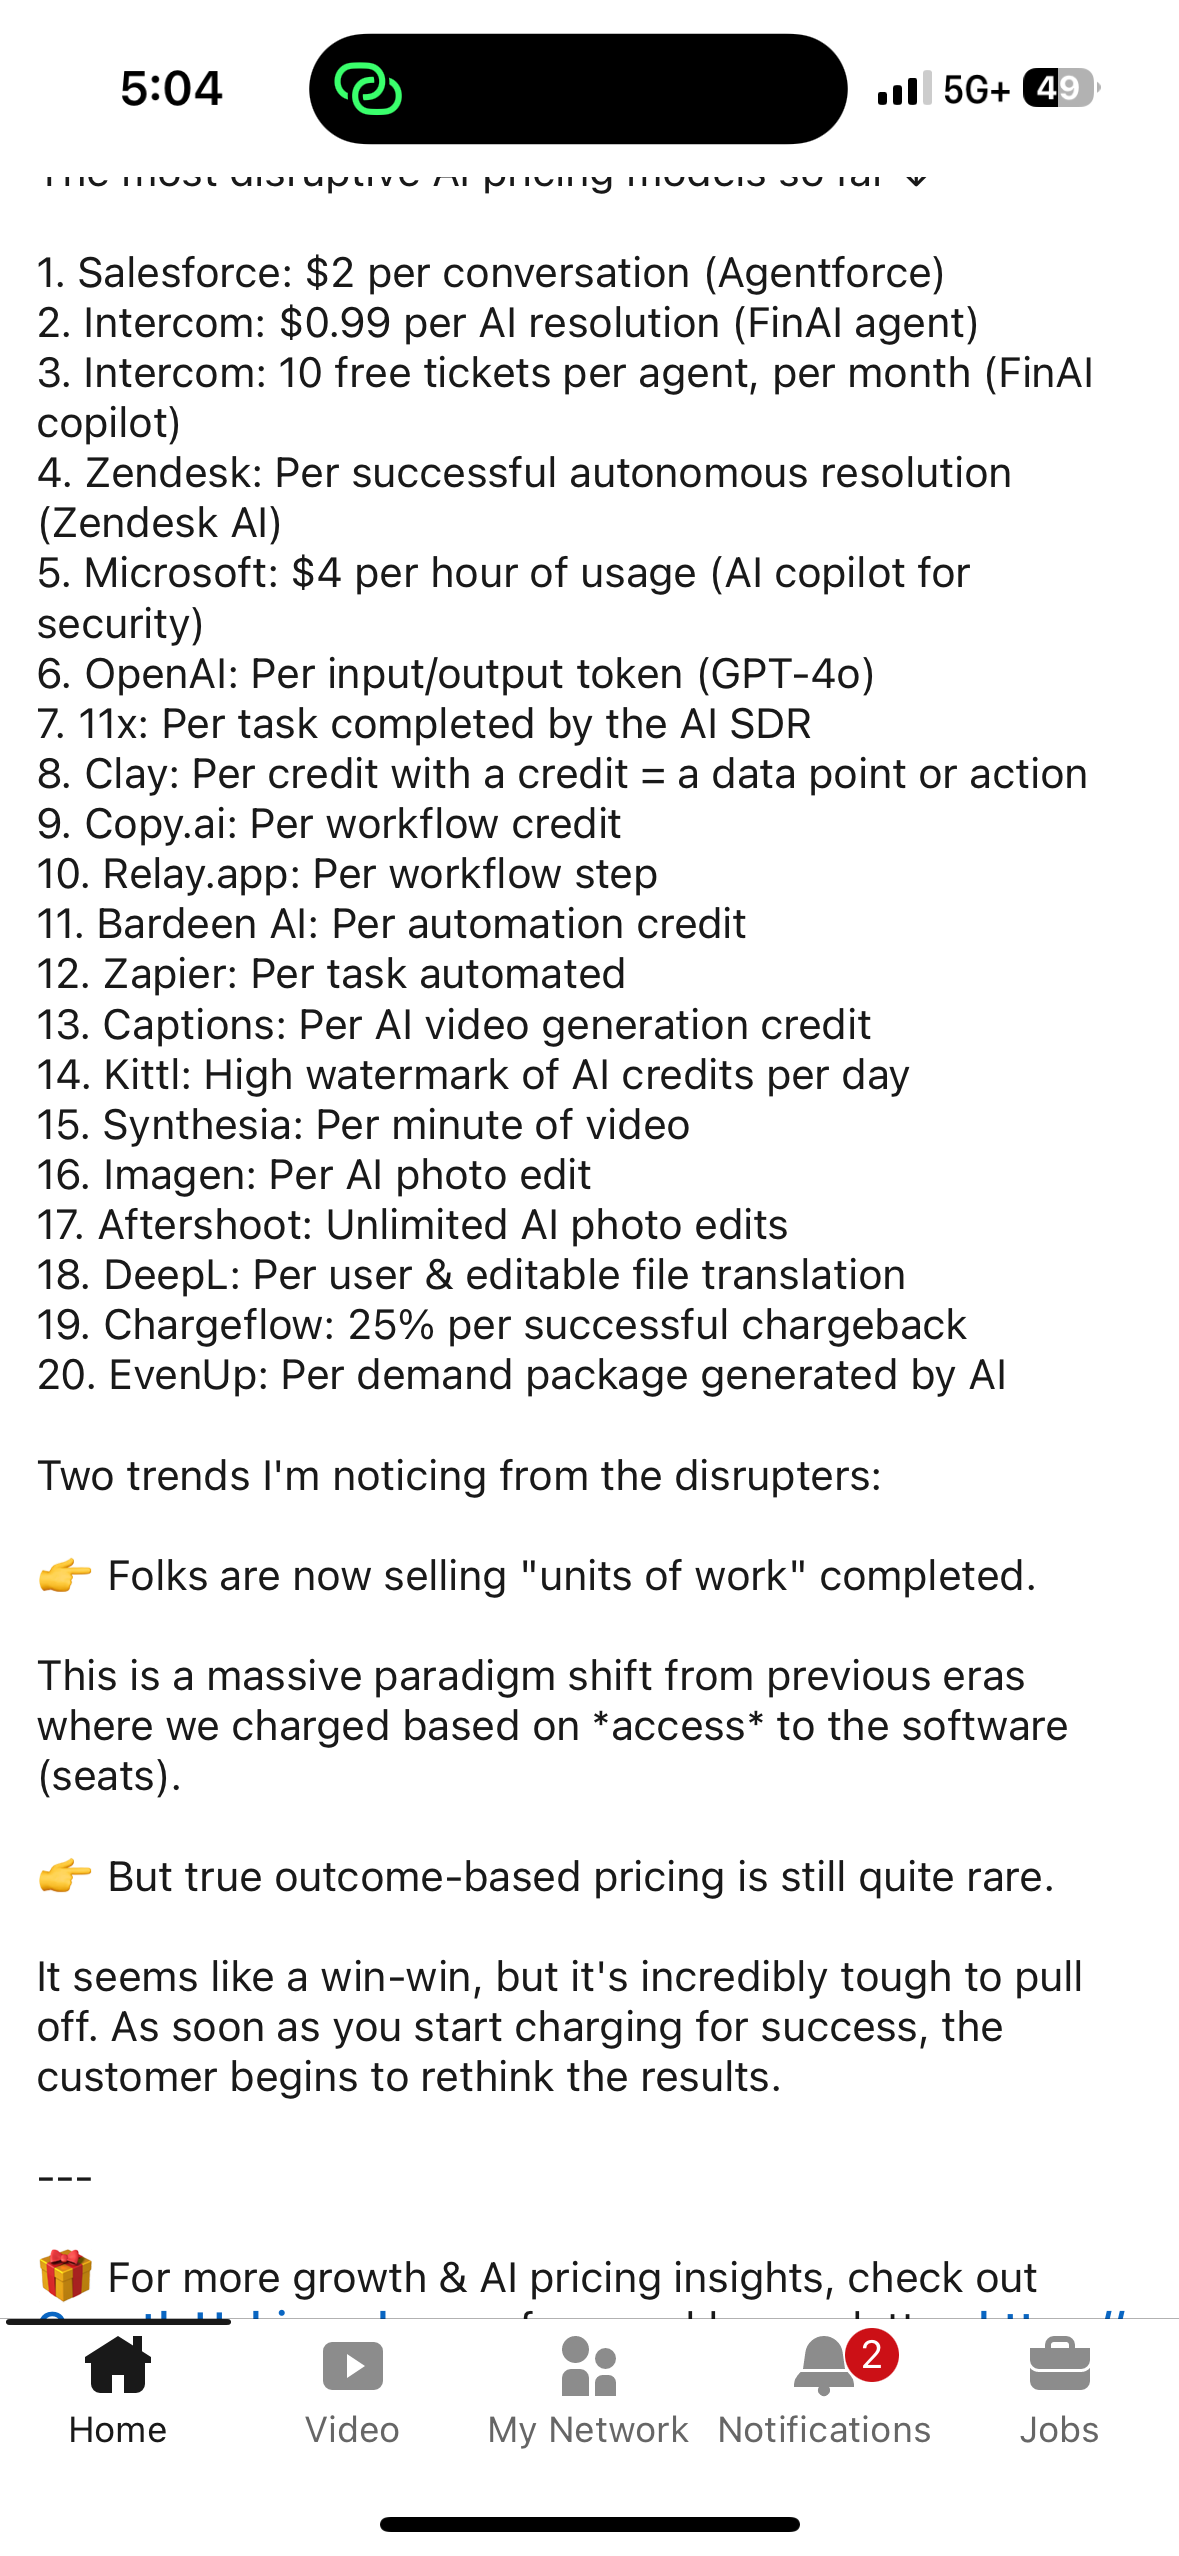 5:04
5G+ 49
The most disruptive AI pricing models so far
1. Salesforce: $2 per conversation (Agentforce)
2. Intercom: $0.99 per AI resolution (FinAI agent)
3. Intercom: 10 free tickets per agent, per month (FinAI
copilot)
4. Zendesk: Per successful autonomous resolution
(Zendesk AI)
5. Microsoft: $4 per hour of usage (AI copilot for
security)
6. OpenAI: Per input/output token (GPT-4o)
7. 11x: Per task completed by the AI SDR
8. Clay: Per credit with a credit = a data point or action
9. Copy.ai: Per workflow credit
10. Relay.app: Per workflow step
11. Bardeen AI: Per automation credit
12. Zapier: Per task automated
13. Captions: Per AI video generation credit
14. Kittl: High watermark of AI credits per day
15. Synthesia: Per minute of video
16. Imagen: Per AI photo edit
17. Aftershoot: Unlimited AI photo edits
18. DeepL: Per user & editable file translation
19. Chargeflow: 25% per successful chargeback
20. EvenUp: Per demand package generated by AI
Two trends I'm noticing from the disrupters:
👉 Folks are now selling "units of work" completed.
This is a massive paradigm shift from previous eras
where we charged based on *access* to the software
(seats).
👉 But true outcome-based pricing is still quite rare.
It seems like a win-win, but it's incredibly tough to pull
off. As soon as you start charging for success, the
customer begins to rethink the results.
---
🎁 For more growth & AI pricing insights, check out
2
Home Video My Network Notifications Jobs